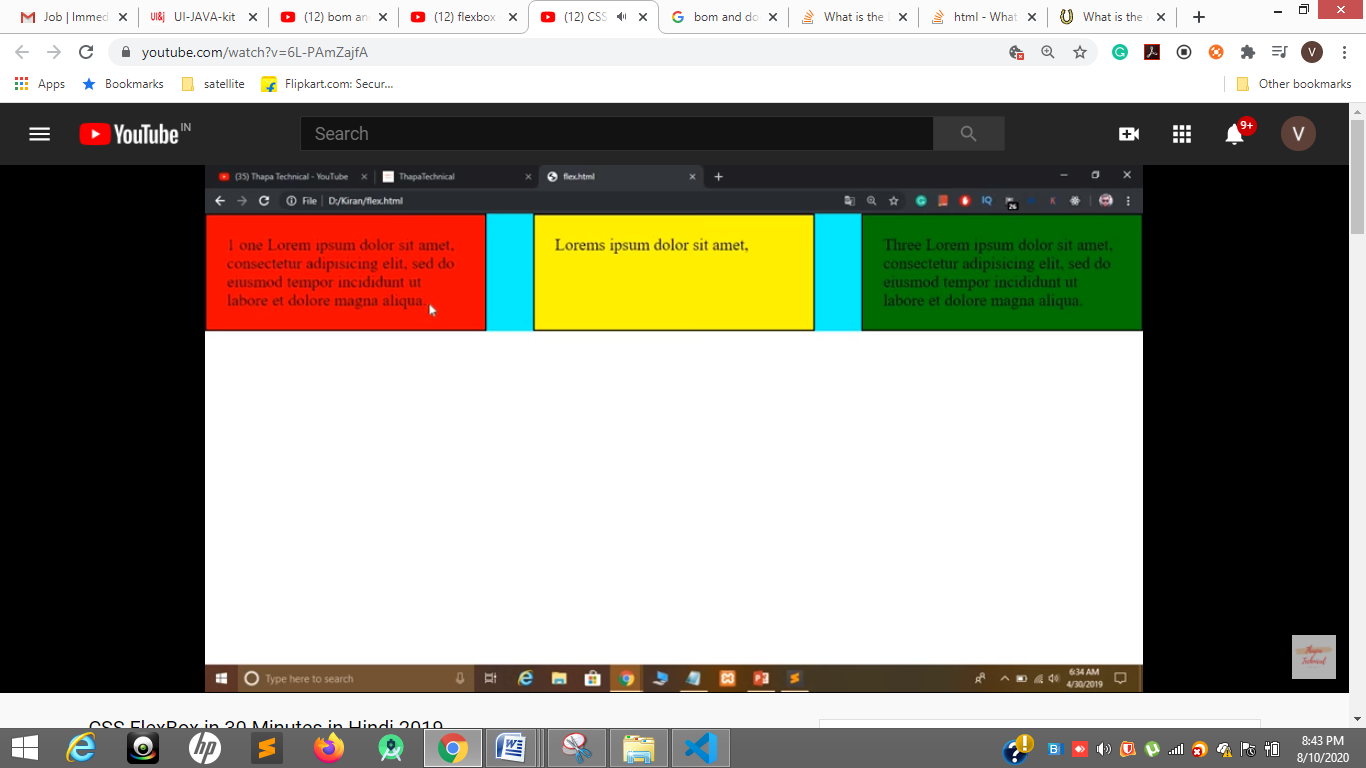 Job | Immed
UI-JAVA-kit
(12) bom an
(12) flexbox
(12) CSS
bom and do
What is the
html - What
What is the
youtube.com/watch?v=6L-PAmZajfA
V
Apps
Bookmarks
satellite
Flipkart.com: Secur...
Other bookmarks
YouTube IN
Search
9+
V
(35) Thapa Technical - YouTube
ThapaTechnical
flex.html
File | D:/Kiran/flex.html
IQ
26
K
1 one Lorem ipsum dolor sit amet,
consectetur adipisicing elit, sed do
eiusmod tempor incididunt ut
labore et dolore magna aliqua.
Lorems ipsum dolor sit amet,
Three Lorem ipsum dolor sit amet,
consectetur adipisicing elit, sed do
eiusmod tempor incididunt ut
labore et dolore magna aliqua.
Thapa
Technical
Type here to search
6:34 AM
4/30/2019
CSS FlexBox in 30 Minutes in Hindi 2019
8:43 PM
8/10/2020